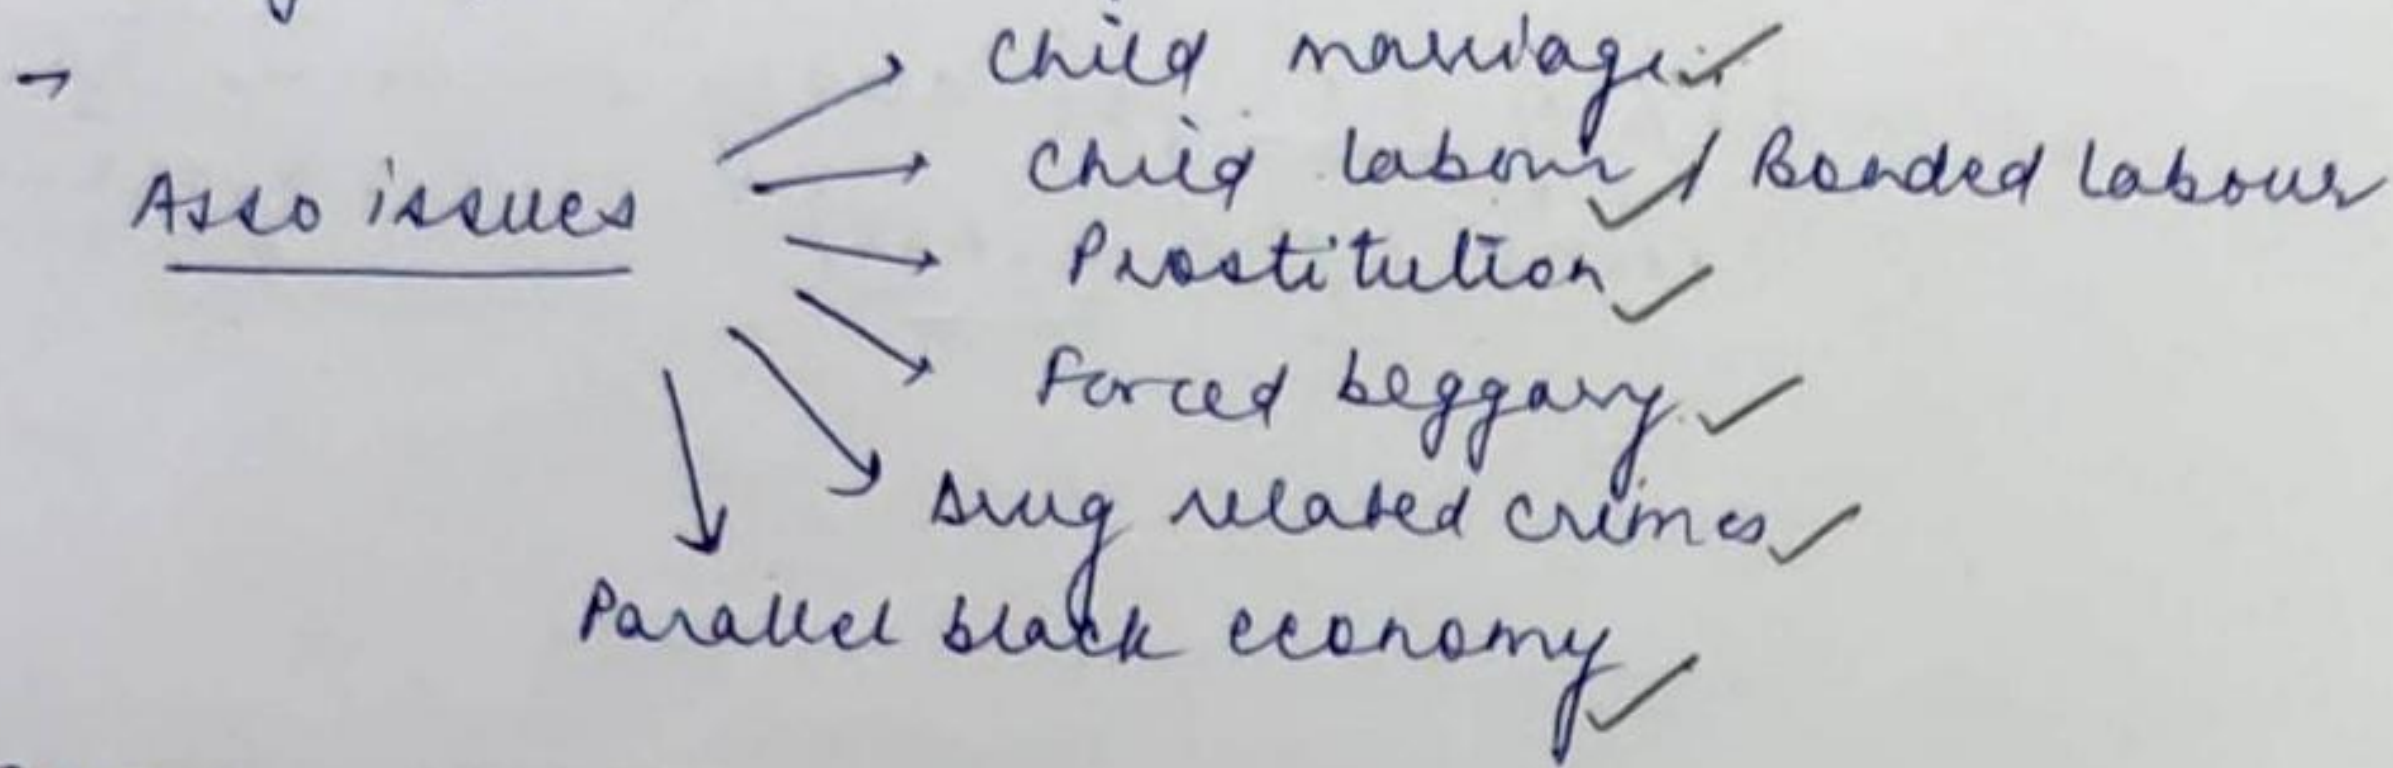 Child marriage
Child labour / Bonded labour
Asso issues
Prostitution
Forced beggary
Drug related crimes
Parallel black economy